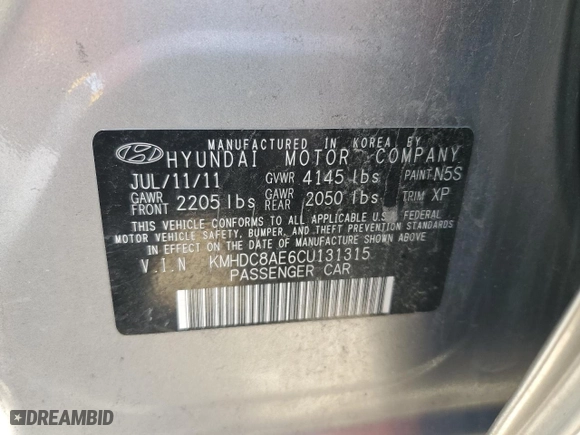 MANUFACTURED IN KOREA BY
HYUNDAI MOTOR COMPANY
JUL/11/11 GVWR 4145 lbs PAINT N5S
GAWR FRONT 2205 lbs GAWR REAR 2050 lbs TRIM XP
THIS VEHICLE CONFORMS TO ALL APPLICABLE U.S.A. FEDERAL
MOTOR VEHICLE SAFETY, BUMPER, AND THEFT PREVENTION STANDARDS
IN EFFECT ON THE DATE OF MANUFACTURE SHOWN ABOVE.
V.I.N KMHDC8AE6CU131315
PASSENGER CAR
DREAMBID